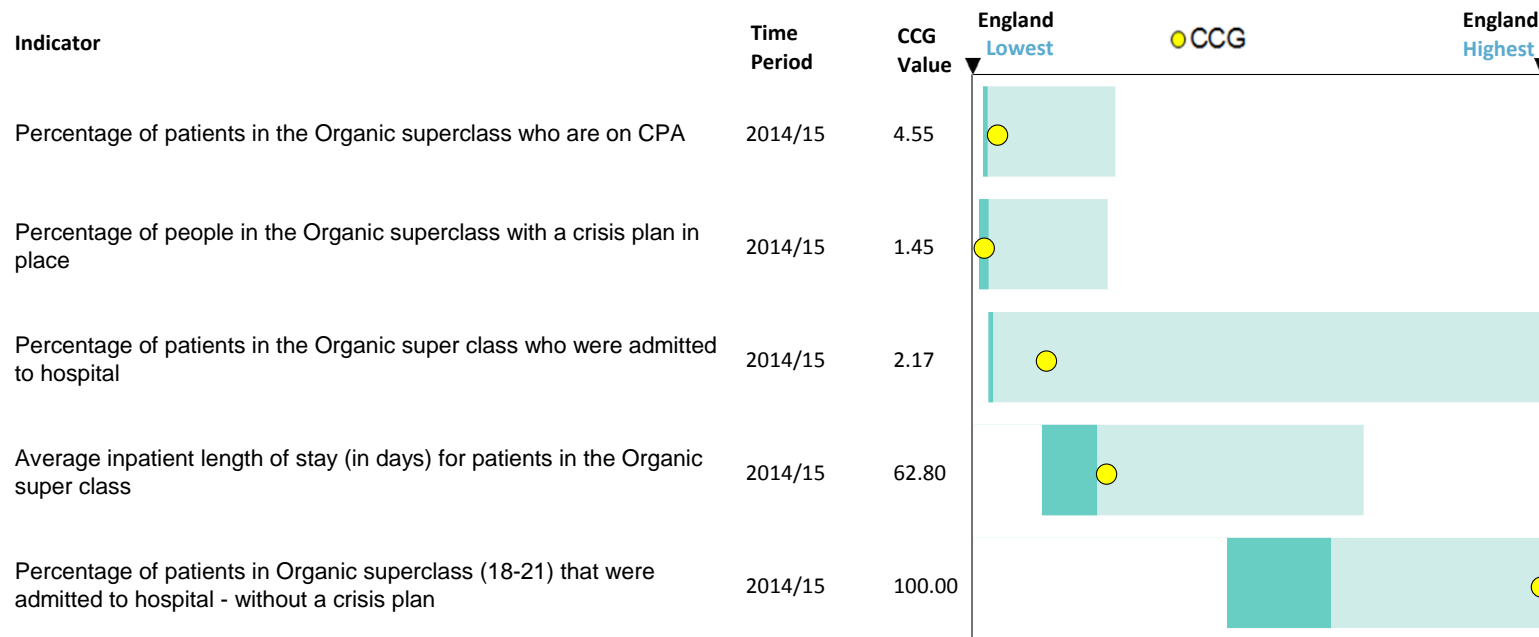 Indicator
Time
Period
CCG
Value
England
Lowest
CCG
England
Highest
Percentage of patients in the Organic superclass who are on CPA 2014/15 4.55
Percentage of people in the Organic superclass with a crisis plan in
place
2014/15 1.45
Percentage of patients in the Organic super class who were admitted
to hospital
2014/15 2.17
Average inpatient length of stay (in days) for patients in the Organic
super class
2014/15 62.80
Percentage of patients in Organic superclass (18-21) that were
admitted to hospital - without a crisis plan
2014/15 100.00